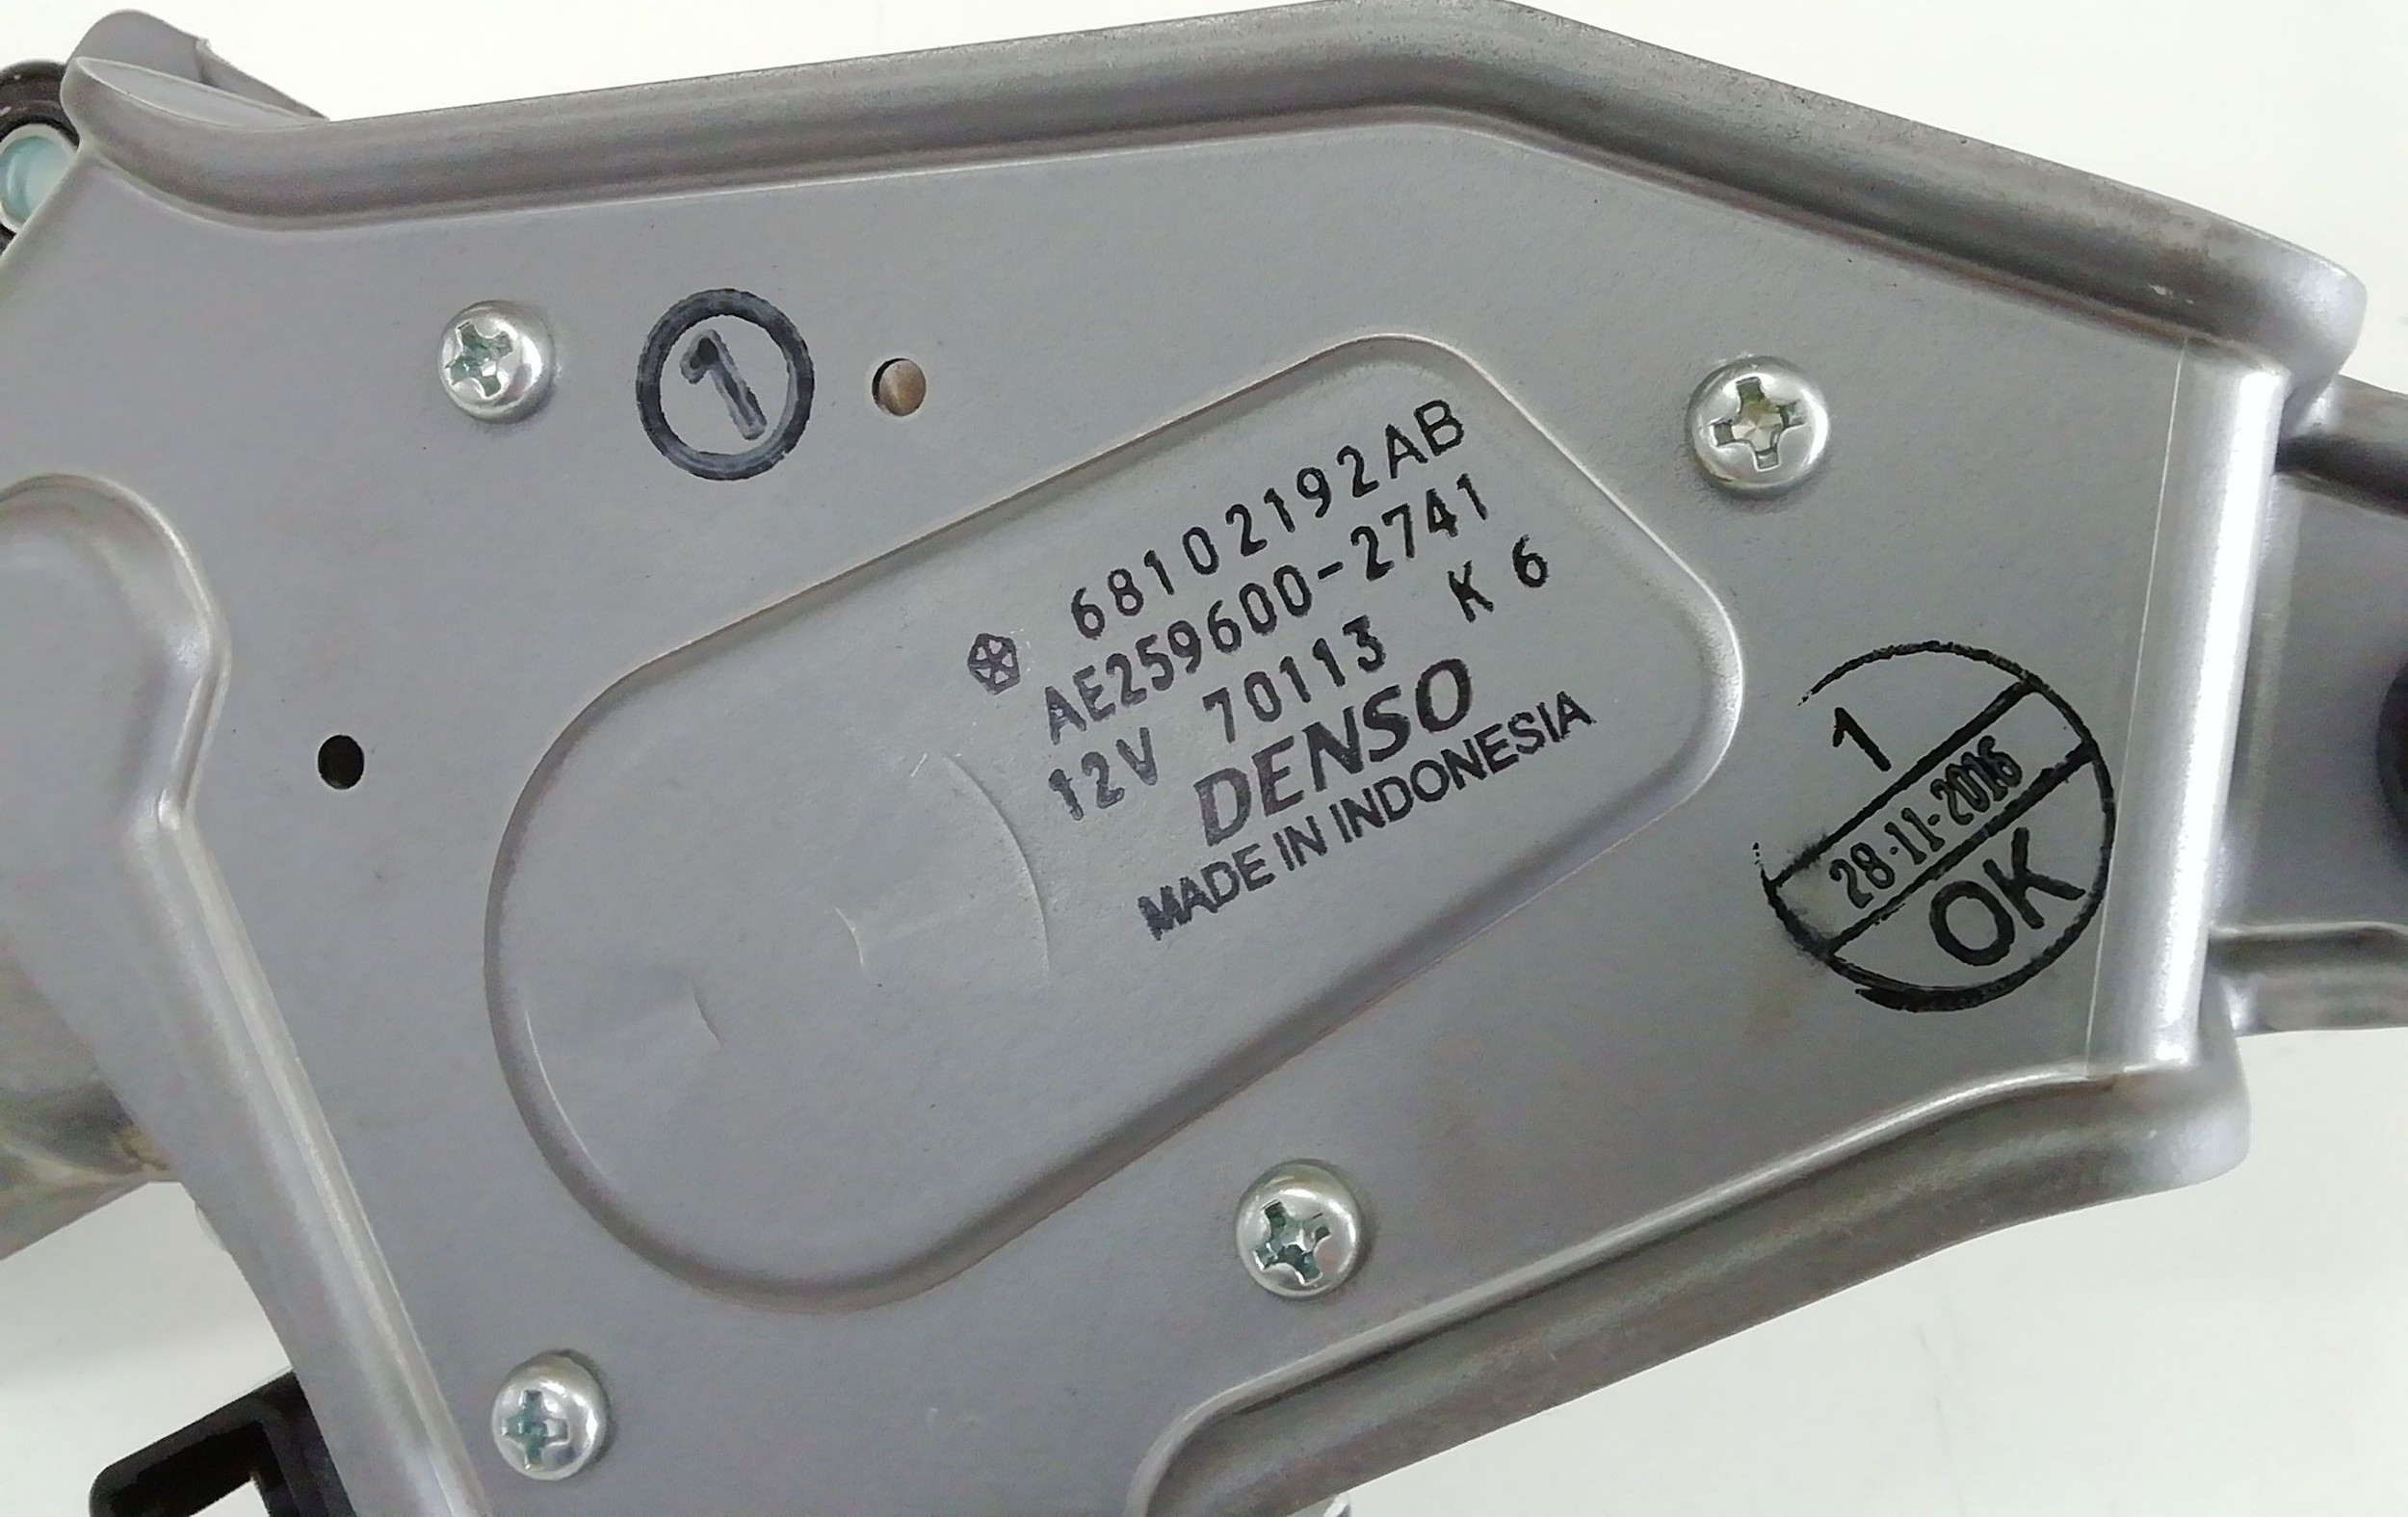 1
68102192AB
AE259600-2741
12V 70113 K 6
DENSO
MADE IN INDONESIA
1
28·11·2016
OK